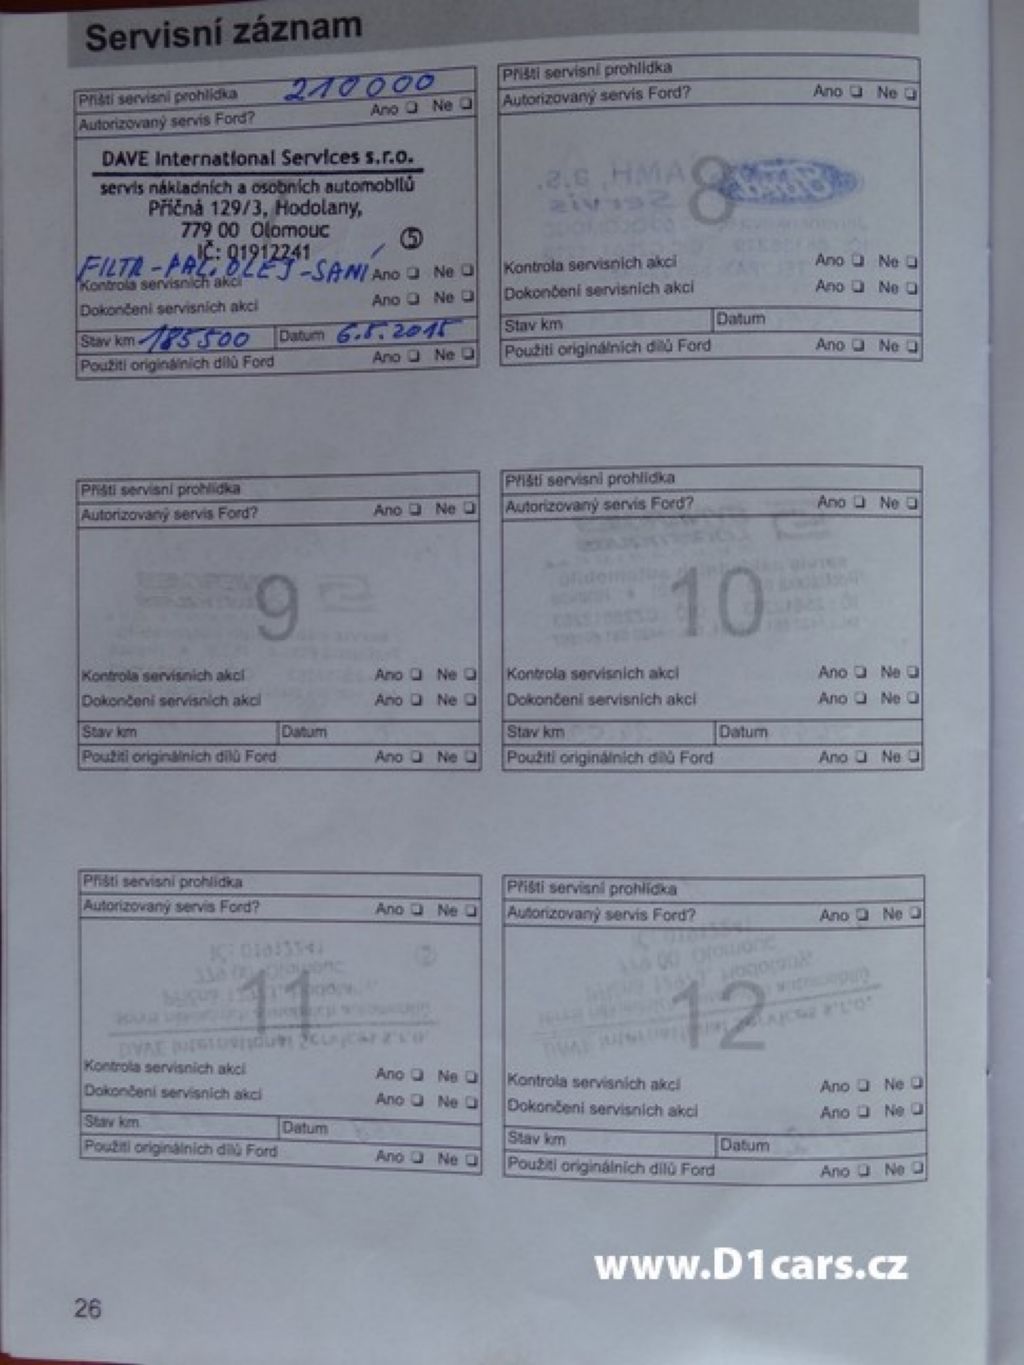 Servisní záznam
Příští servisní prohlídka 210000
Autorizovaný servis Ford? Ano ❏ Ne ❏
DAVE International Services s.r.o.
servis nákladních a osobních automobilů
Příčná 129/3, Hodolany,
779 00 Olomouc
IČ: 01912241 5
FILTR-PAL. OLEJ-SANÍ Ano ❏ Ne ❏
Kontrola servisních akcí
Dokončení servisních akcí Ano ❏ Ne ❏
Stav km 185500 Datum 6.5.2015
Použití originálních dílů Ford Ano ❏ Ne ❏
Příští servisní prohlídka
Autorizovaný servis Ford? Ano ❏ Ne ❏
8
Kontrola servisních akcí Ano ❏ Ne ❏
Dokončení servisních akcí Ano ❏ Ne ❏
Stav km Datum
Použití originálních dílů Ford Ano ❏ Ne ❏
Příští servisní prohlídka
Autorizovaný servis Ford? Ano ❏ Ne ❏
9
Kontrola servisních akcí Ano ❏ Ne ❏
Dokončení servisních akcí Ano ❏ Ne ❏
Stav km Datum
Použití originálních dílů Ford Ano ❏ Ne ❏
Příští servisní prohlídka
Autorizovaný servis Ford? Ano ❏ Ne ❏
10
Kontrola servisních akcí Ano ❏ Ne ❏
Dokončení servisních akcí Ano ❏ Ne ❏
Stav km Datum
Použití originálních dílů Ford Ano ❏ Ne ❏
Příští servisní prohlídka
Autorizovaný servis Ford? Ano ❏ Ne ❏
11
Kontrola servisních akcí Ano ❏ Ne ❏
Dokončení servisních akcí Ano ❏ Ne ❏
Stav km Datum
Použití originálních dílů Ford Ano ❏ Ne ❏
Příští servisní prohlídka
Autorizovaný servis Ford? Ano ❏ Ne ❏
12
Kontrola servisních akcí Ano ❏ Ne ❏
Dokončení servisních akcí Ano ❏ Ne ❏
Stav km Datum
Použití originálních dílů Ford Ano ❏ Ne ❏
www.D1cars.cz
26